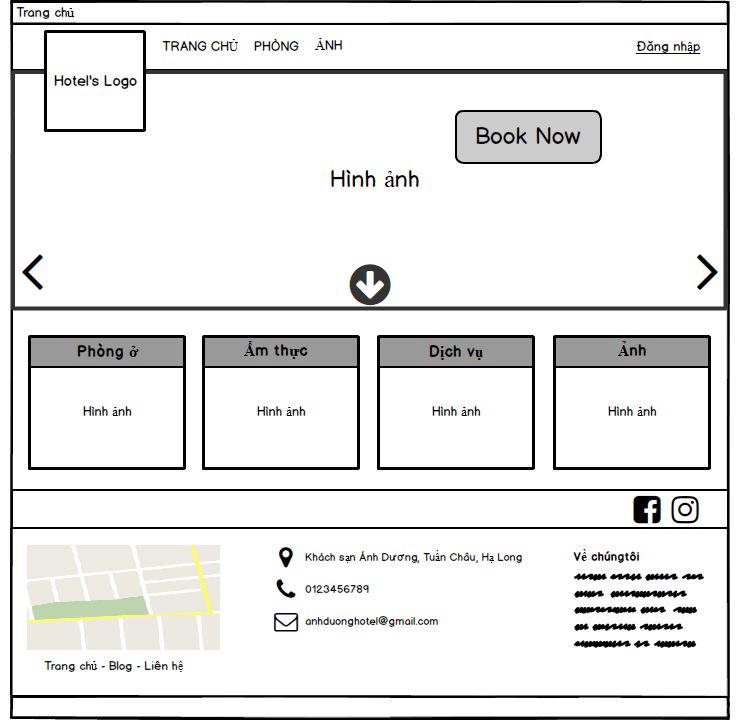 Trang chủ
TRANG CHỦ PHÒNG ẢNH Đăng nhập
Hotel's Logo
Book Now
Hình ảnh
Phòng ở
Ẩm thực
Dịch vụ
Ảnh
Hình ảnh
Hình ảnh
Hình ảnh
Hình ảnh
Khách sạn Ánh Dương, Tuần Châu, Hạ Long
0123456789
anhduonghotel@gmail.com
Về chúngtôi
Trang chủ - Blog - Liên hệ